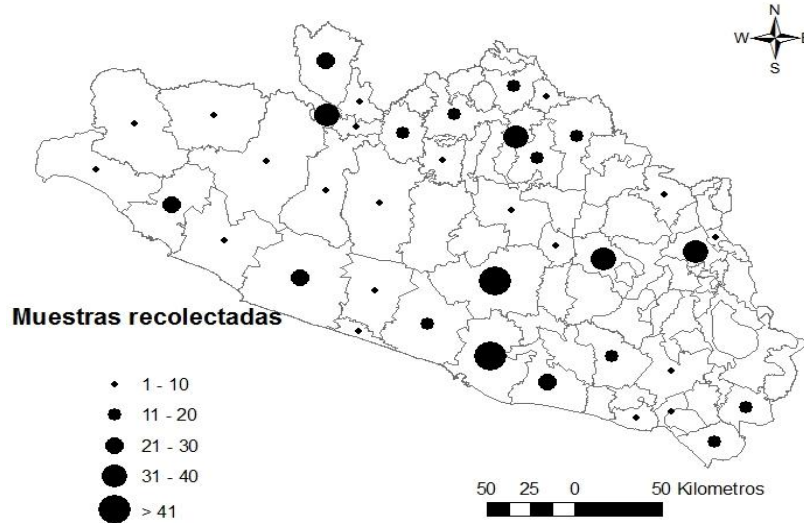 N
W E
S
Muestras recolectadas
1 - 10
11 - 20
21 - 30
31 - 40
> 41
50 25 0 50 Kilometros